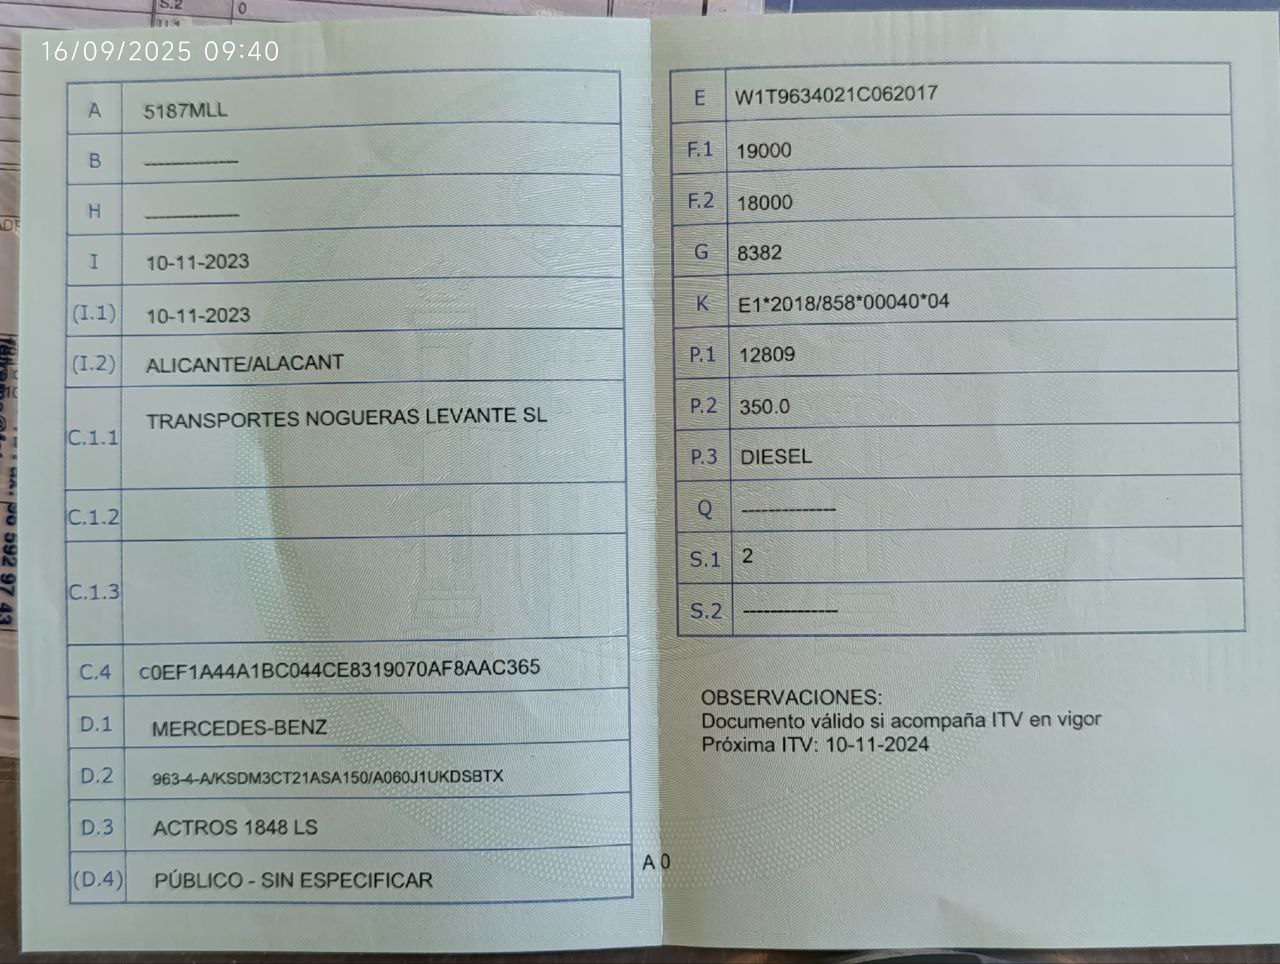 S.2 0
16/09/2025 09:40
A 5187MLL
B ---------------
H ---------------
I 10-11-2023
(I.1) 10-11-2023
(I.2) ALICANTE/ALACANT
C.1.1 TRANSPORTES NOGUERAS LEVANTE SL
C.1.2
C.1.3
C.4 C0EF1A44A1BC044CE8319070AF8AAC365
D.1 MERCEDES-BENZ
D.2 963-4-A/KSDM3CT21ASA150/A060J1UKDSBTX
D.3 ACTROS 1848 LS
(D.4) PÚBLICO - SIN ESPECIFICAR
A 0
E W1T9634021C062017
F.1 19000
F.2 18000
G 8382
K E1*2018/858*00040*04
P.1 12809
P.2 350.0
P.3 DIESEL
Q ---------------
S.1 2
S.2 ---------------
OBSERVACIONES:
Documento válido si acompaña ITV en vigor
Próxima ITV: 10-11-2024
96 592 97 43